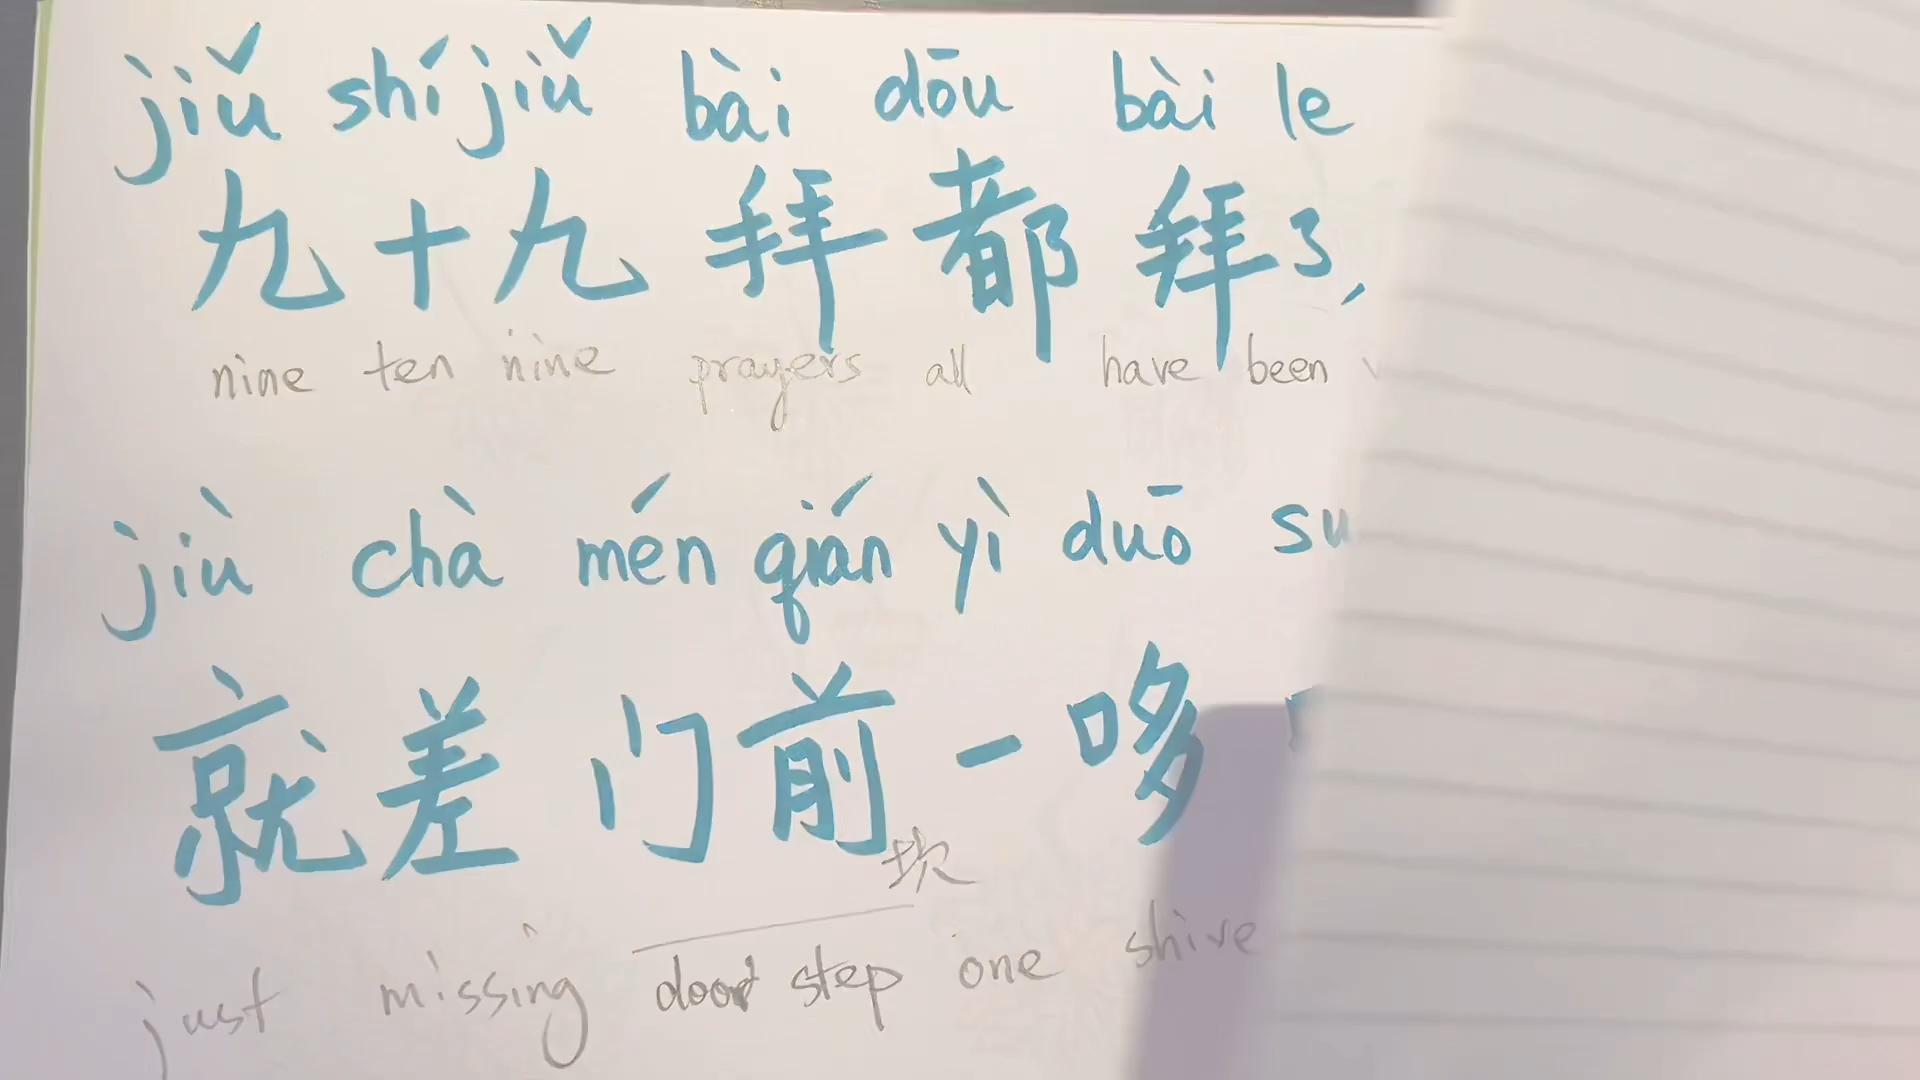 jiǔ shí jiǔ bài dōu bài le
九十九拜都拜了,
nine ten nine prayers all have been
jiù chà mén qián yì duō su
就差门前一哆
坎
just missing door step one shive